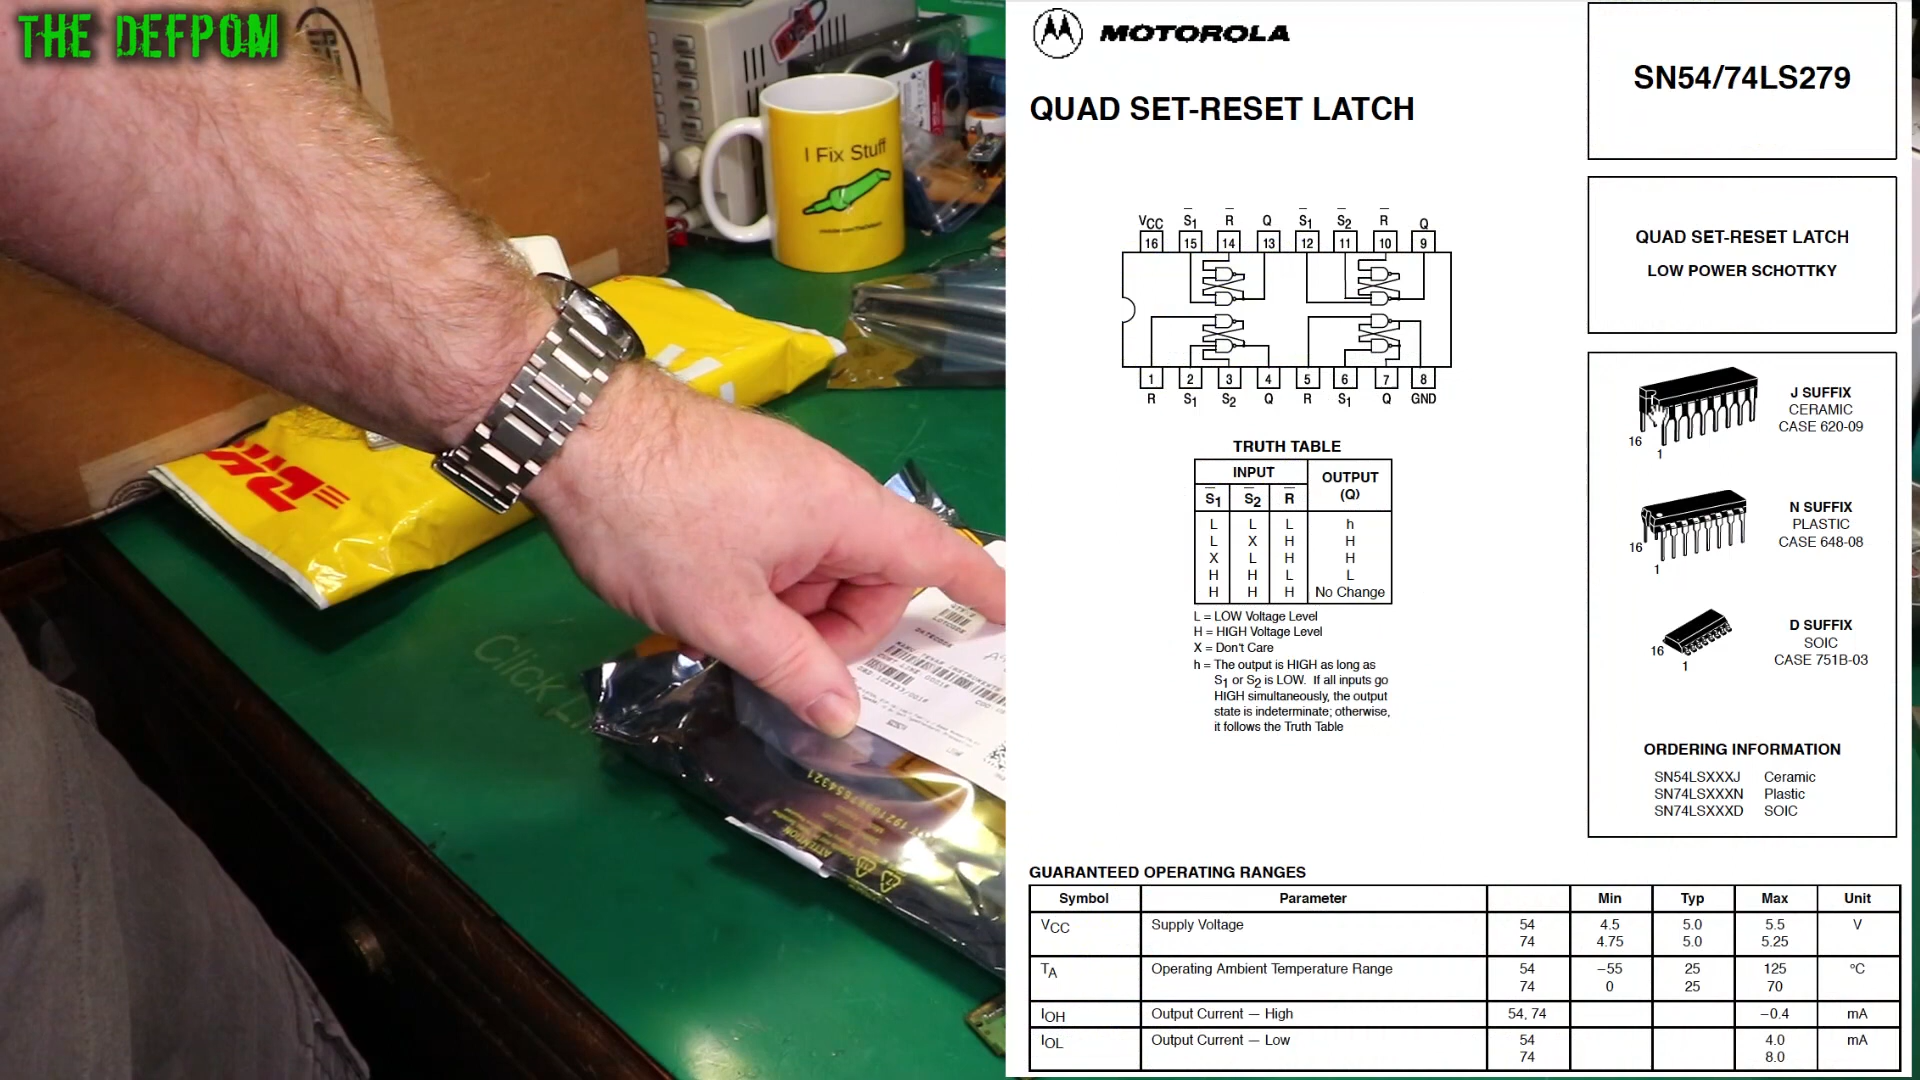 THE DEFPOM
I Fix Stuff
MOTOROLA
QUAD SET-RESET LATCH
SN54/74LS279
QUAD SET-RESET LATCH
LOW POWER SCHOTTKY
VCC S1 R Q S1 S2 R Q
16 15 14 13 12 11 10 9
1 2 3 4 5 6 7 8
R S1 S2 Q R S1 Q GND
TRUTH TABLE
INPUT OUTPUT (Q)
S1 S2 R
L L L h
L X H H
X L H H
H H L L
H H H No Change
L = LOW Voltage Level
H = HIGH Voltage Level
X = Don't Care
h = The output is HIGH as long as
S1 or S2 is LOW. If all inputs go
HIGH simultaneously, the output
state is indeterminate; otherwise,
it follows the Truth Table
J SUFFIX
CERAMIC
CASE 620-09
16
1
N SUFFIX
PLASTIC
CASE 648-08
16
1
D SUFFIX
SOIC
CASE 751B-03
16
1
ORDERING INFORMATION
SN54LSXXXJ Ceramic
SN74LSXXXN Plastic
SN74LSXXXD SOIC
GUARANTEED OPERATING RANGES
Symbol Parameter Min Typ Max Unit
VCC Supply Voltage 54 4.5 5.0 5.5 V
74 4.75 5.0 5.25
TA Operating Ambient Temperature Range 54 −55 25 125 °C
74 0 25 70
IOH Output Current — High 54, 74 −0.4 mA
IOL Output Current — Low 54 4.0 mA
74 8.0
DATECODE
LOTCODE
ATTENTION
Click